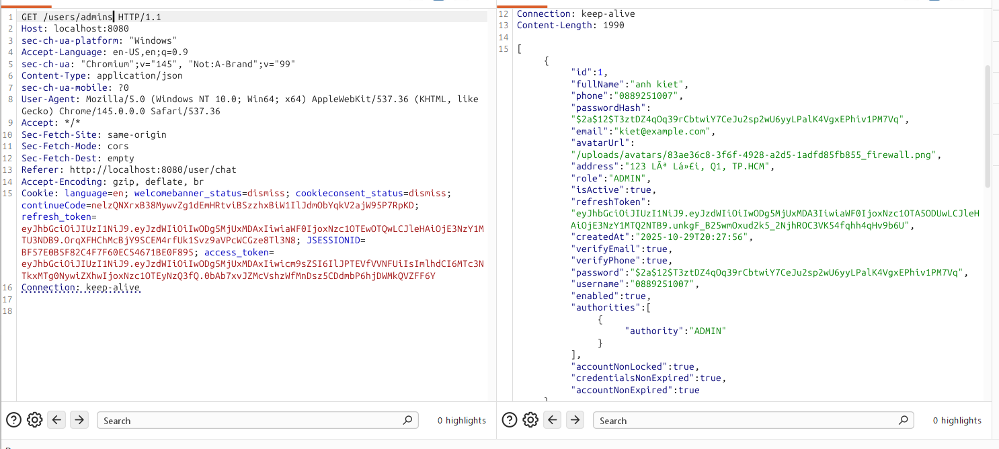 1 GET /users/admins HTTP/1.1
2 Host: localhost:8080
3 sec-ch-ua-platform: "Windows"
4 Accept-Language: en-US,en;q=0.9
5 sec-ch-ua: "Chromium";v="145", "Not:A-Brand";v="99"
6 Content-Type: application/json
7 sec-ch-ua-mobile: ?0
8 User-Agent: Mozilla/5.0 (Windows NT 10.0; Win64; x64) AppleWebKit/537.36 (KHTML, like
Gecko) Chrome/145.0.0.0 Safari/537.36
9 Accept: */*
10 Sec-Fetch-Site: same-origin
11 Sec-Fetch-Mode: cors
12 Sec-Fetch-Dest: empty
13 Referer: http://localhost:8080/user/chat
14 Accept-Encoding: gzip, deflate, br
15 Cookie: language=en; welcomebanner_status=dismiss; cookieconsent_status=dismiss;
continueCode=nelzQNXrxB38MywvZg1dEmHRtviBSzzhxBiW1IlJdmObYqkV2ajW95P7RpKD;
refresh_token=
eyJhbGciOiJIUzI1NiJ9.eyJzdWIiOiIwODg5MjUxMDAxIiwiaWF0IjoxNzc1OTEwOTQwLCJleHAiOjE3NzY1M
TU3NDB9.OrqXFHChMcBjY9SCEM4rfUk1Svz9aVPcWCGze8Tl3N8; JSESSIONID=
BF57E0B5F82C4F7F60EC54671BE0F895; access_token=
eyJhbGciOiJIUzI1NiJ9.eyJzdWIiOiIwODg5MjUxMDAxIiwicm9sZSI6IlJPTEVfVVNFUiIsImlhdCI6MTc3N
TkxMTg0NywiZXhwIjoxNzc1OTEyNzQ3fQ.0bAb7xvJZMcVshzWfMnDsz5CDdmbP6hjDWMkQVZFF6Y
16 Connection: keep-alive
17
18
Search
0 highlights
12 Connection: keep-alive
13 Content-Length: 1990
14
15 [
{
"id":1,
"fullName":"anh kiet",
"phone":"0889251007",
"passwordHash":
"$2a$12$T3ztDZ4qOq39rCbtwiY7CeJu2sp2wU6yyLPalK4VgxEPhiv1PM7Vq",
"email":"kiet@example.com",
"avatarUrl":
"/uploads/avatars/83ae36c8-3f6f-4928-a2d5-1adfd85fb855_firewall.png",
"address":"123 LÃª Lá»£i, Q1, TP.HCM",
"role":"ADMIN",
"isActive":true,
"refreshToken":
"eyJhbGciOiJIUzI1NiJ9.eyJzdWIiOiIwODg5MjUxMDA3IiwiaWF0IjoxNzc1OTA5ODUwLCJleH
AiOjE3NzY1MTQ2NTB9.unkgF_B25wmOxud2k5_2NjhROC3VK54fqhh4qHv9b6U",
"createdAt":"2025-10-29T20:27:56",
"verifyEmail":true,
"verifyPhone":true,
"password":"$2a$12$T3ztDZ4qOq39rCbtwiY7CeJu2sp2wU6yyLPalK4VgxEPhiv1PM7Vq",
"username":"0889251007",
"enabled":true,
"authorities":[
{
"authority":"ADMIN"
}
],
"accountNonLocked":true,
"credentialsNonExpired":true,
"accountNonExpired":true
}
Search
0 highlights